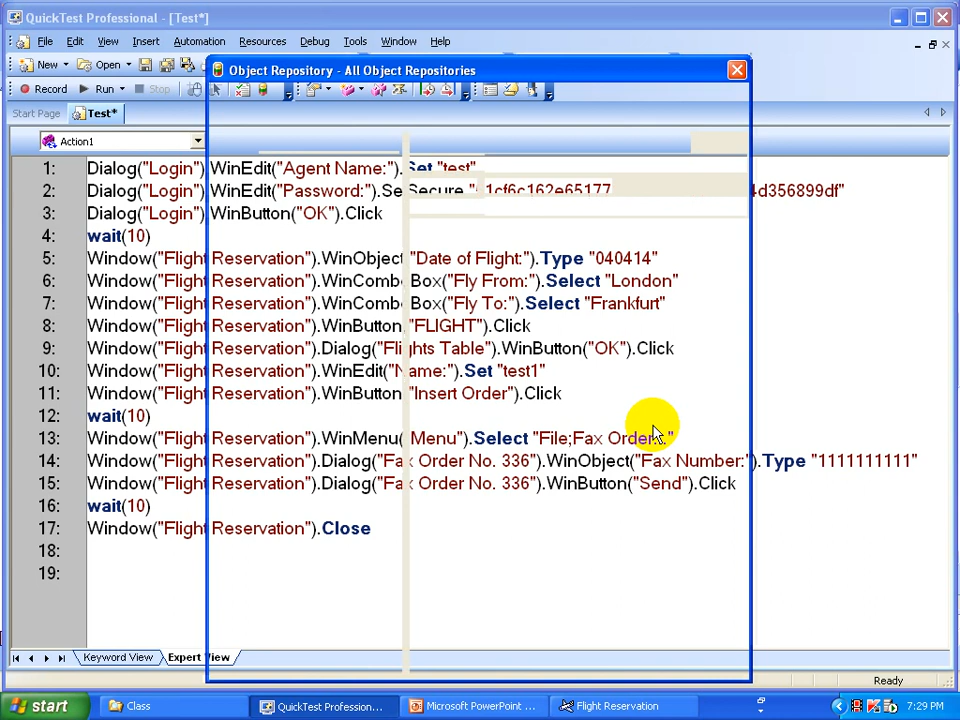 QuickTest Professional - [Test*]
File Edit View Insert Automation Resources Debug Tools Window Help
New Open
Object Repository - All Object Repositories
Record Run Stop
Start Page Test*
Action1
1: Dialog("Login").WinEdit("Agent Name:").Set "test"
2: Dialog("Login").WinEdit("Password:").SetSecure "51cf6c162e65177 4d356899df"
3: Dialog("Login").WinButton("OK").Click
4: wait(10)
5: Window("Flight Reservation").WinObject("Date of Flight:").Type "040414"
6: Window("Flight Reservation").WinComboBox("Fly From:").Select "London"
7: Window("Flight Reservation").WinComboBox("Fly To:").Select "Frankfurt"
8: Window("Flight Reservation").WinButton("FLIGHT").Click
9: Window("Flight Reservation").Dialog("Flights Table").WinButton("OK").Click
10: Window("Flight Reservation").WinEdit("Name:").Set "test1"
11: Window("Flight Reservation").WinButton("Insert Order").Click
12: wait(10)
13: Window("Flight Reservation").WinMenu("Menu").Select "File;Fax Order..."
14: Window("Flight Reservation").Dialog("Fax Order No. 336").WinObject("Fax Number:").Type "1111111111"
15: Window("Flight Reservation").Dialog("Fax Order No. 336").WinButton("Send").Click
16: wait(10)
17: Window("Flight Reservation").Close
18:
19:
Keyword View Expert View
Ready
start Class QuickTest Profession... Microsoft PowerPoint ... Flight Reservation 7:29 PM